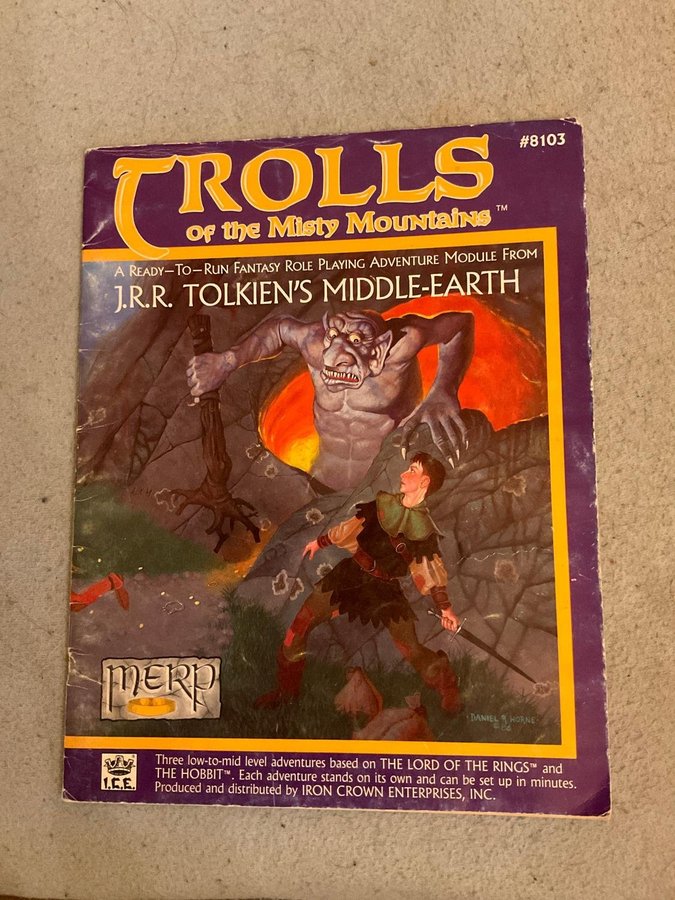 #8103
TROLLS
of the Misty Mountains™
A Ready–To–Run Fantasy Role Playing Adventure Module From
J.R.R. TOLKIEN'S MIDDLE-EARTH
MERP
DANIEL R HORNE
©'86
I.C.E.
Three low-to-mid level adventures based on THE LORD OF THE RINGS™ and
THE HOBBIT™. Each adventure stands on its own and can be set up in minutes.
Produced and distributed by IRON CROWN ENTERPRISES, INC.